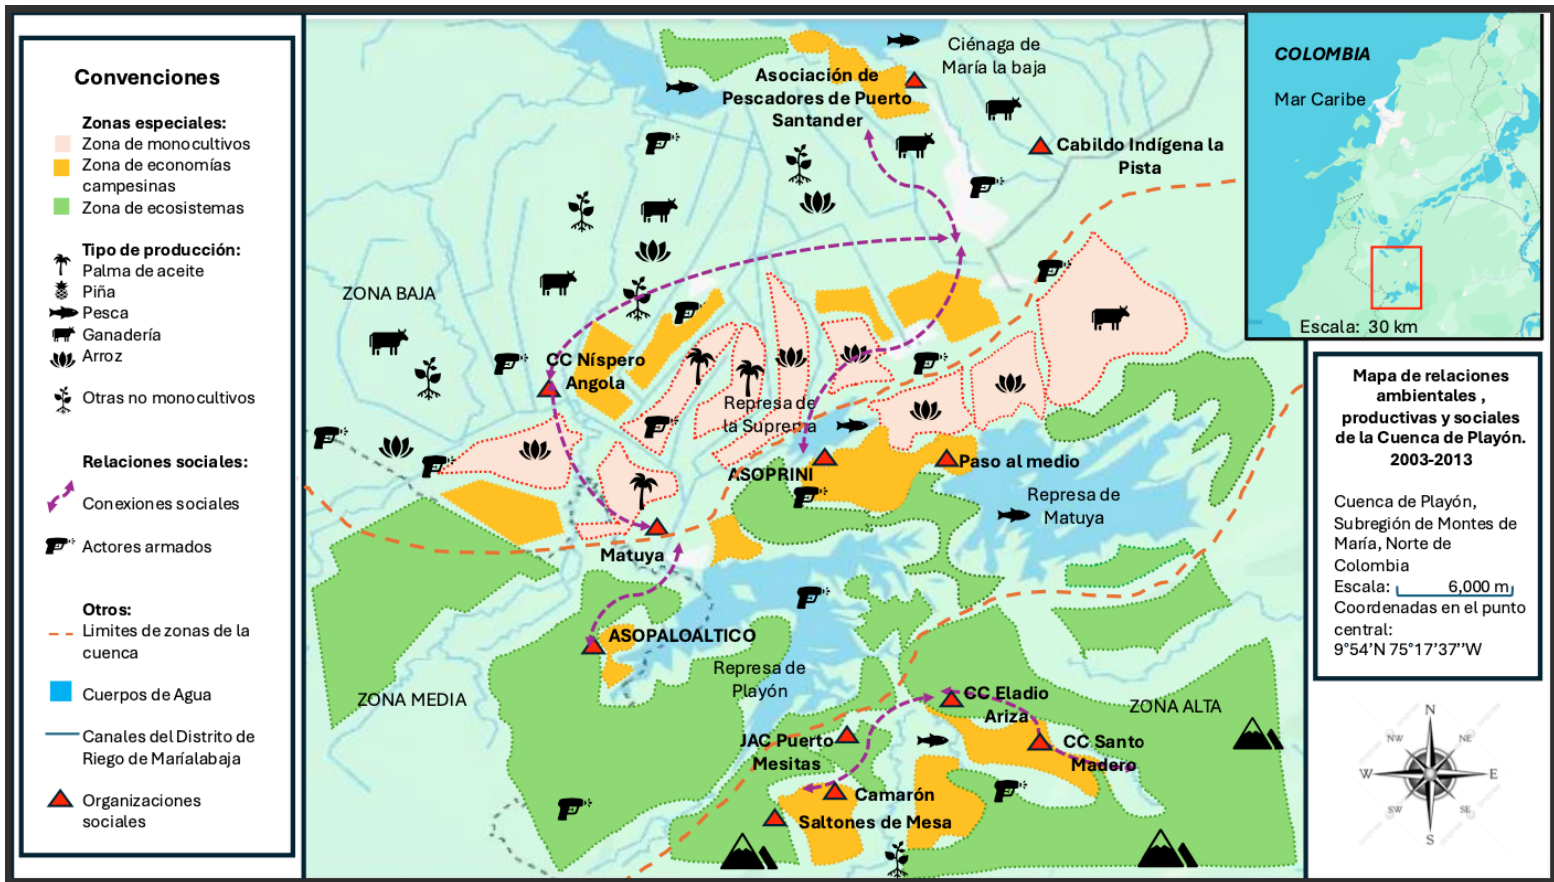 Convenciones
Zonas especiales:
Zona de monocultivos
Zona de economías
campesinas
Zona de ecosistemas
Tipo de producción:
Palma de aceite
Piña
Pesca
Ganadería
Arroz
Otras no monocultivos
Relaciones sociales:
Conexiones sociales
Actores armados
Otros:
Limites de zonas de la
cuenca
Cuerpos de Agua
Canales del Distrito de
Riego de Maríalabaja
Organizaciones
sociales
Ciénaga de
María la baja
Asociación de
Pescadores de Puerto
Santander
Cabildo Indígena la
Pista
ZONA BAJA
CC Níspero
Angola
Represa de
la Suprema
ASOPRINI
Paso al medio
Represa de
Matuya
Matuya
ASOPALOALTICO
Represa de
Playón
ZONA MEDIA
CC Eladio
Ariza
ZONA ALTA
JAC Puerto
Mesitas
CC Santo
Madero
Camarón
Saltones de Mesa
COLOMBIA
Mar Caribe
Escala: 30 km
Mapa de relaciones
ambientales ,
productivas y sociales
de la Cuenca de Playón.
2003-2013
Cuenca de Playón,
Subregión de Montes de
María, Norte de
Colombia
Escala: 6,000 m
Coordenadas en el punto
central:
9°54’N 75°17’37’’W
N
NW
NE
W
E
SW
SE
S